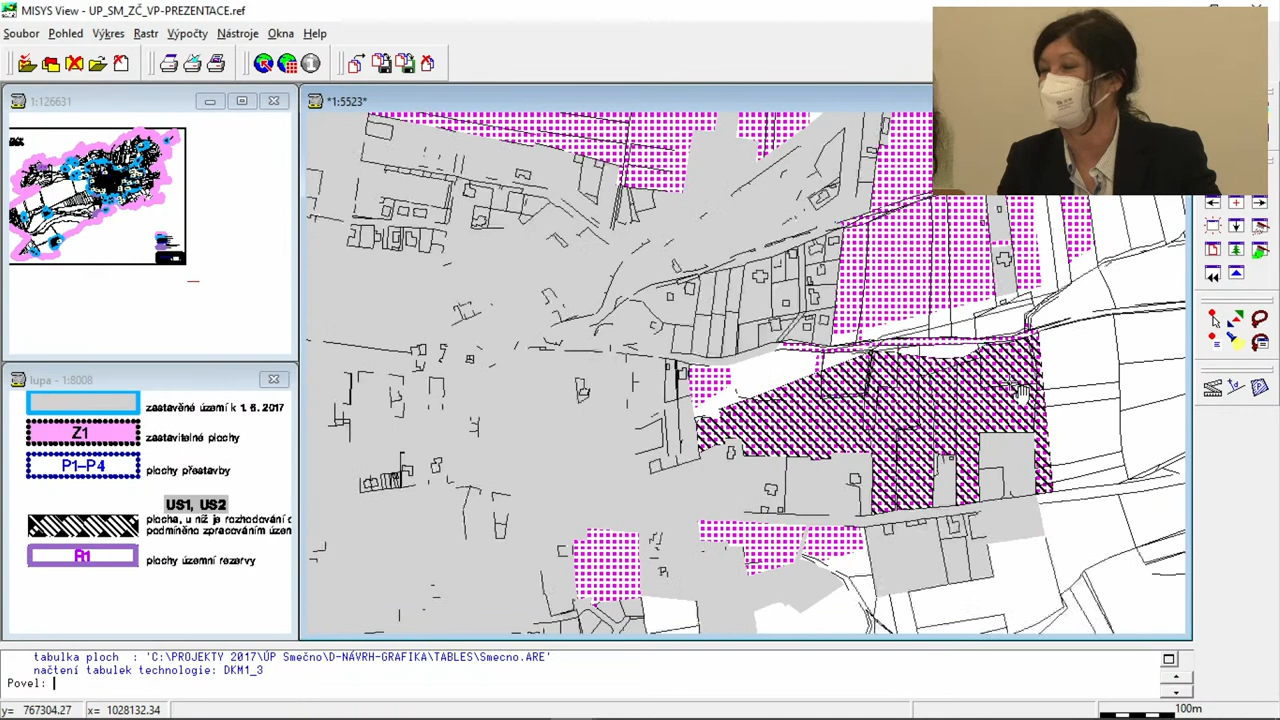 MISYS View - UP_SM_ZČ_VP-PREZENTACE.ref
Soubor Pohled Výkres Rastr Výpočty Nástroje Okna Help
1:126631
*1:5523*
lupa - 1:8008
zastavěné území k 1. 5. 2017
Z1 zastavitelné plochy
P1-P4 plochy přestavby
US1, US2
plocha, u níž je rozhodování o
podmíněno zpracováním územ
R1 plochy územní rezervy
tabulka ploch : 'C:\PROJEKTY 2017\ÚP Smečno\D-NÁVRH-GRAFIKA\TABLES\Smecno.ARE'
načtení tabulek technologie: DKM1_3
Povel:
y= 767304.27 x= 1028132.34 100m